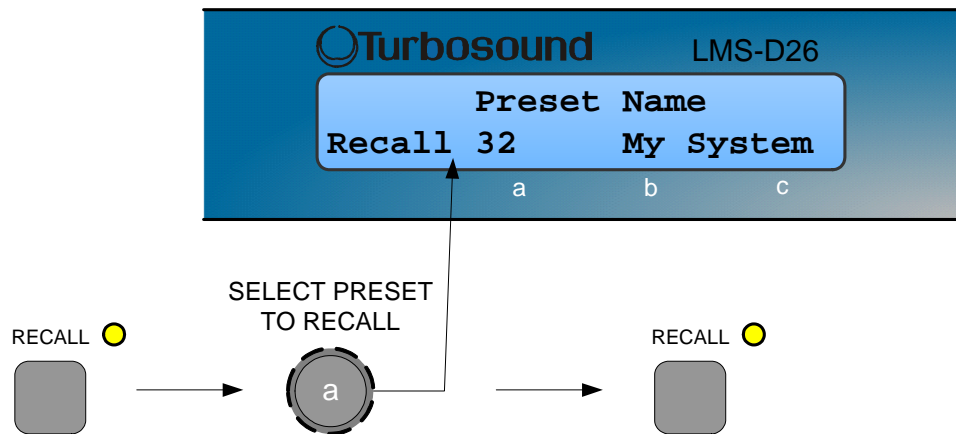 Turbosound LMS-D26
Preset Name
Recall 32 My System
a b c
SELECT PRESET
TO RECALL
RECALL
RECALL
a